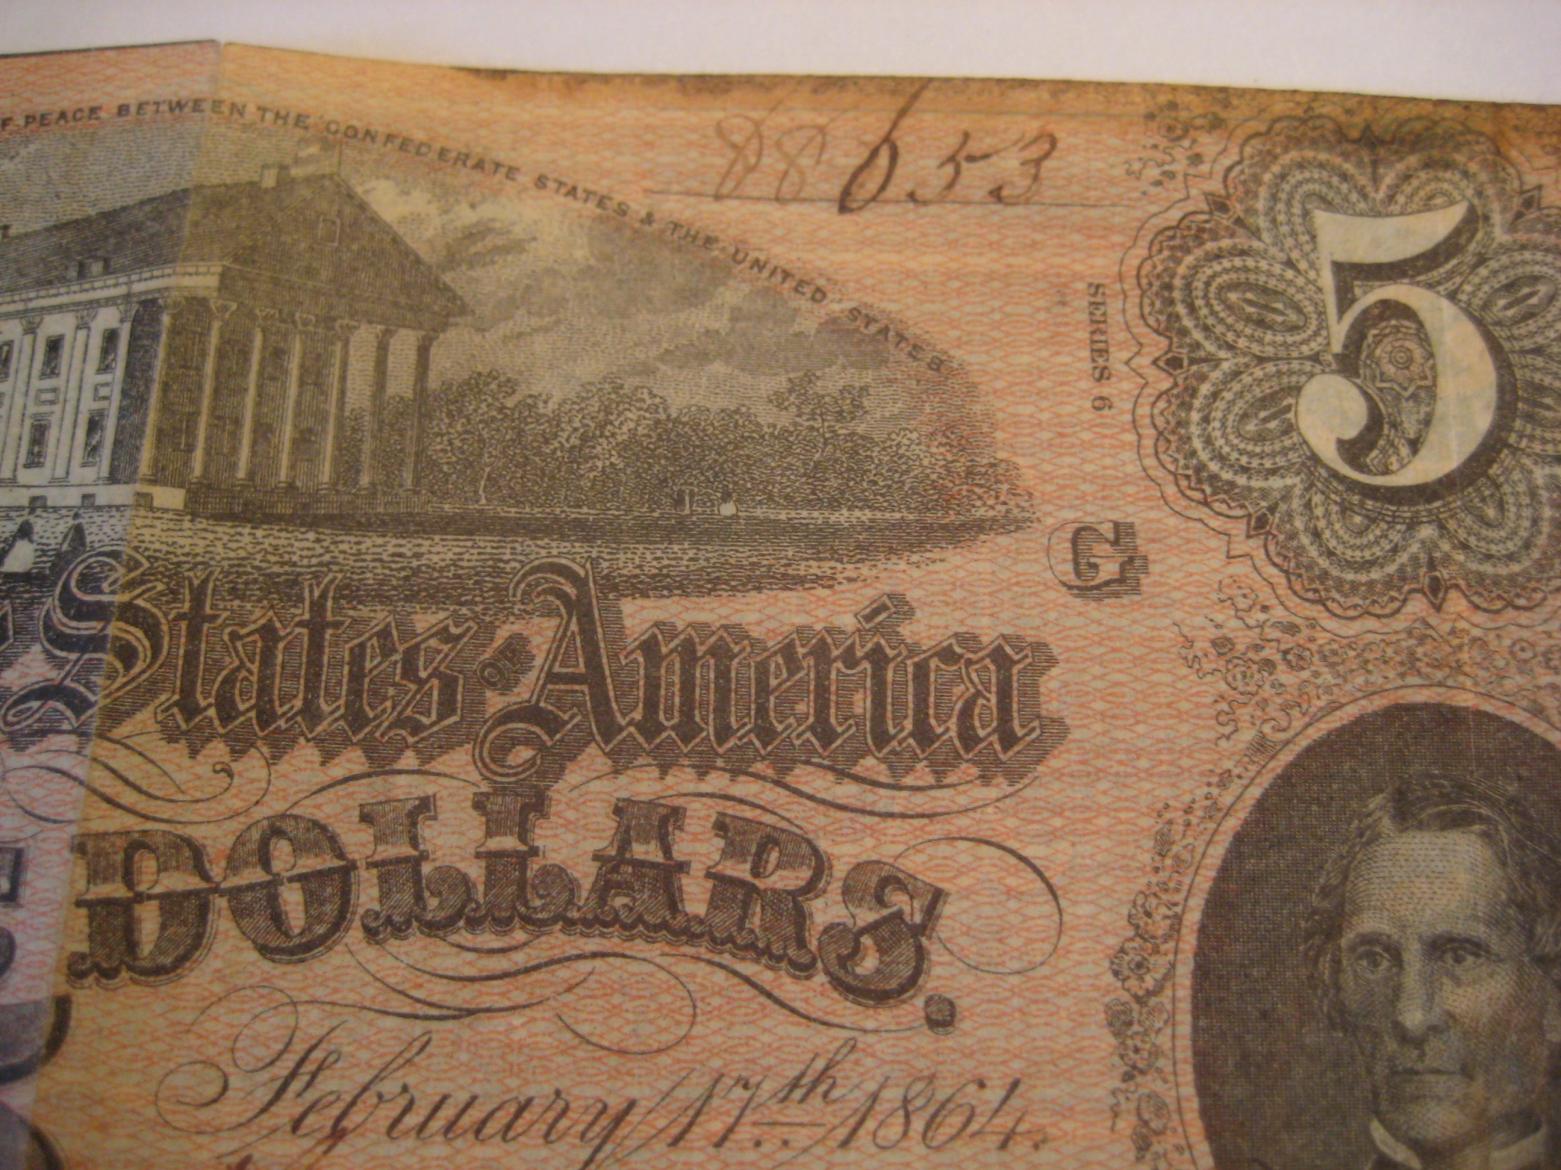 F PEACE BETWEEN THE CONFEDERATE STATES & THE UNITED STATES
88653
SERIES 6
5
G
States OF America
DOLLARS.
February 17th 1864.